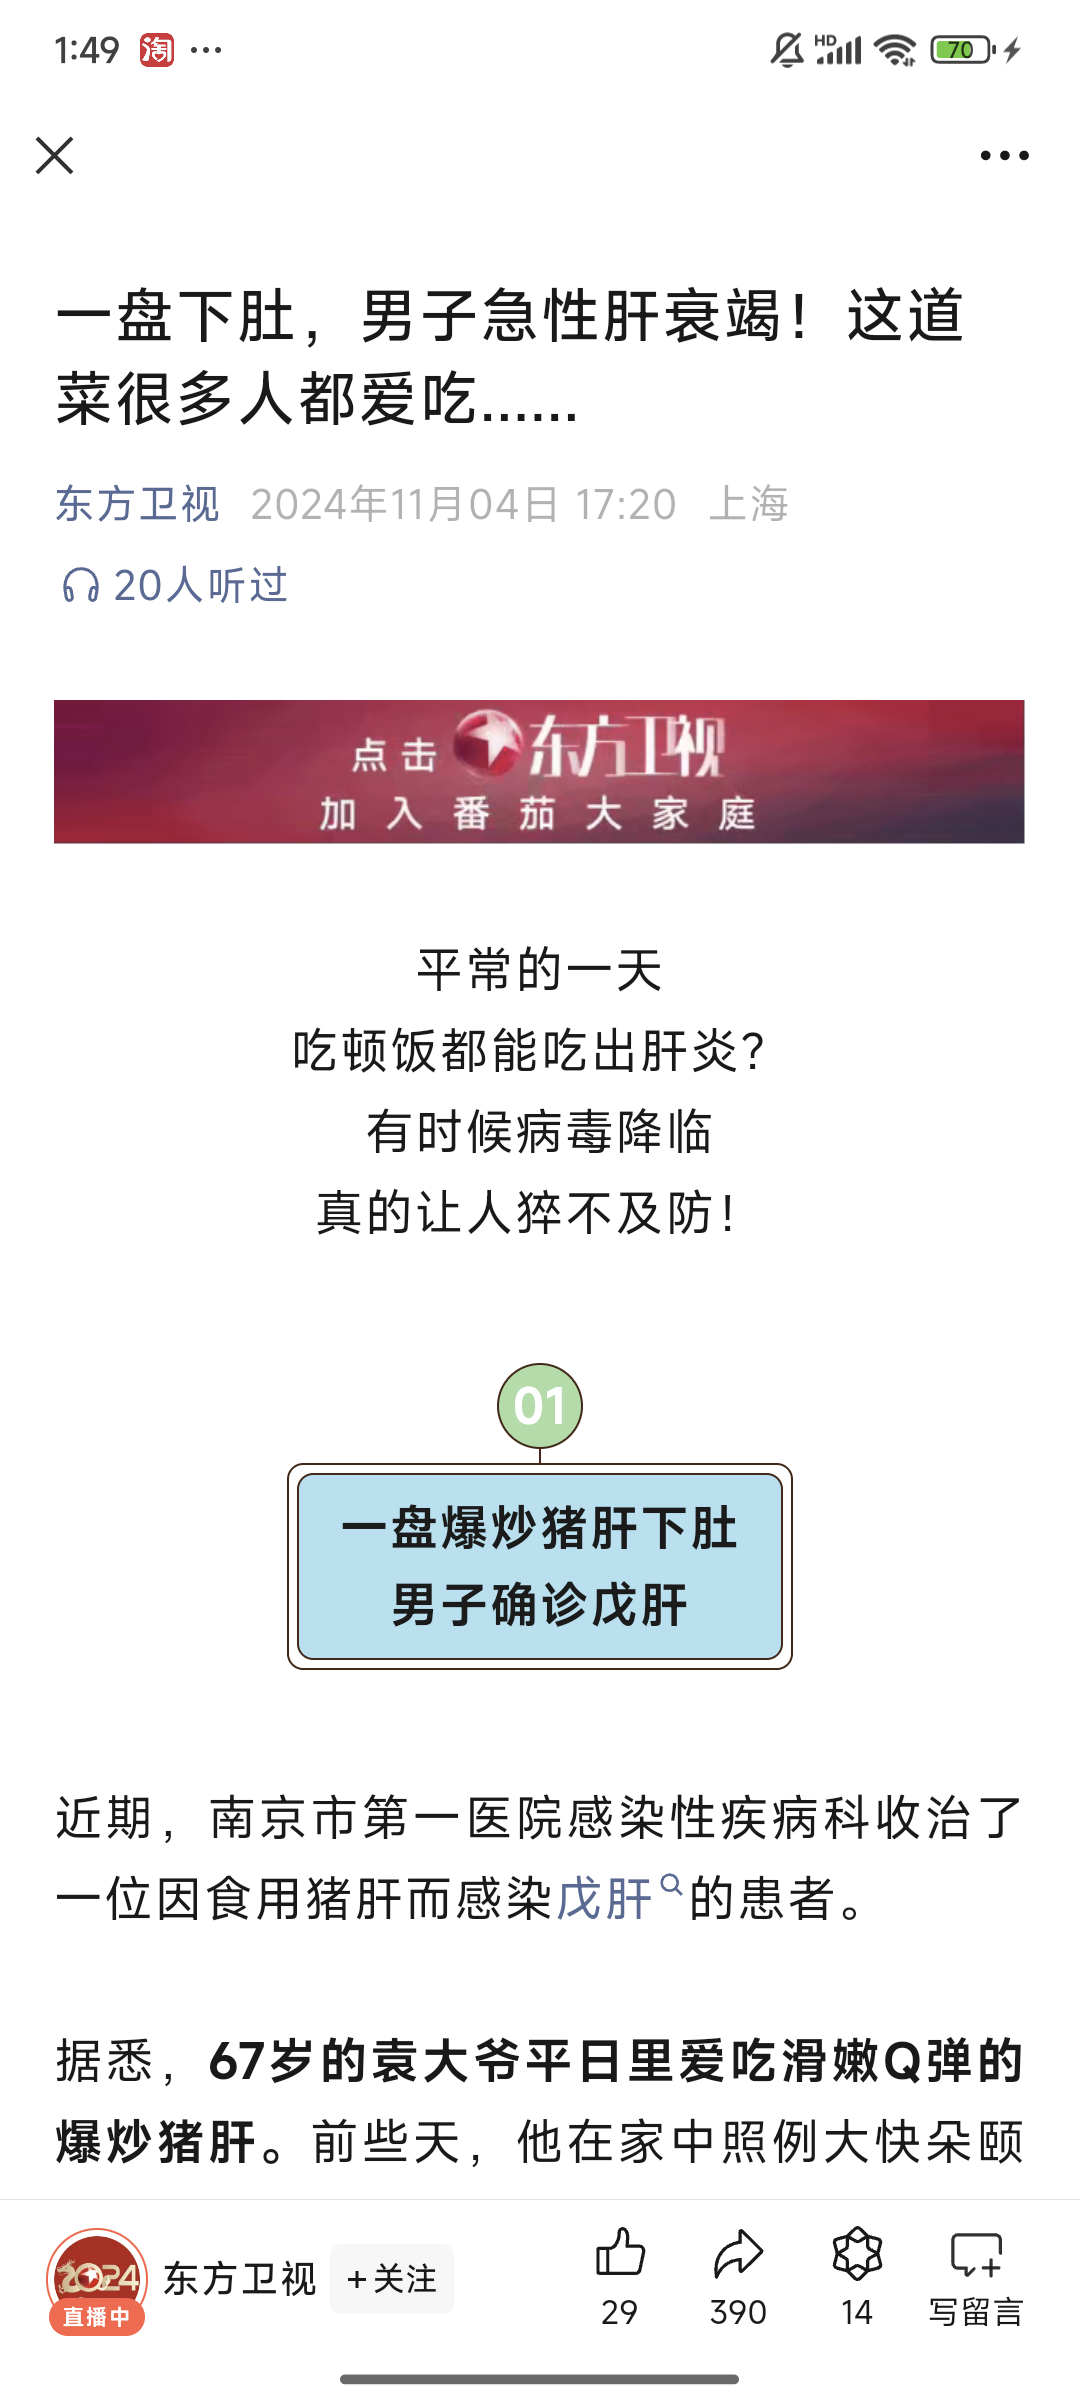 1:49 淘 ... HD 70
一盘下肚，男子急性肝衰竭！这道
菜很多人都爱吃......
东方卫视 2024年11月04日 17:20 上海
20人听过
点击 东方卫视
加入番茄大家庭
平常的一天
吃顿饭都能吃出肝炎？
有时候病毒降临
真的让人猝不及防！
01
一盘爆炒猪肝下肚
男子确诊戊肝
近期，南京市第一医院感染性疾病科收治了
一位因食用猪肝而感染戊肝的患者。
据悉，67岁的袁大爷平日里爱吃滑嫩Q弹的
爆炒猪肝。前些天，他在家中照例大快朵颐
2024
直播中
东方卫视 +关注
29 390 14 写留言